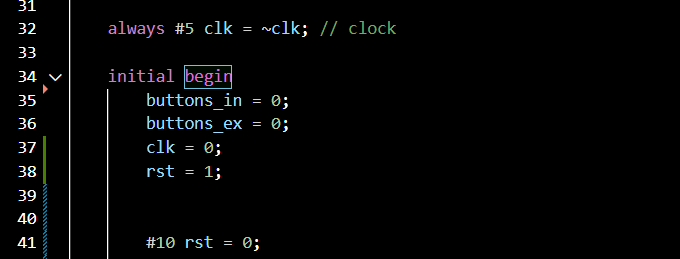 31
32 always #5 clk = ~clk; // clock
33
34 initial begin
35 buttons_in = 0;
36 buttons_ex = 0;
37 clk = 0;
38 rst = 1;
39
40
41 #10 rst = 0;